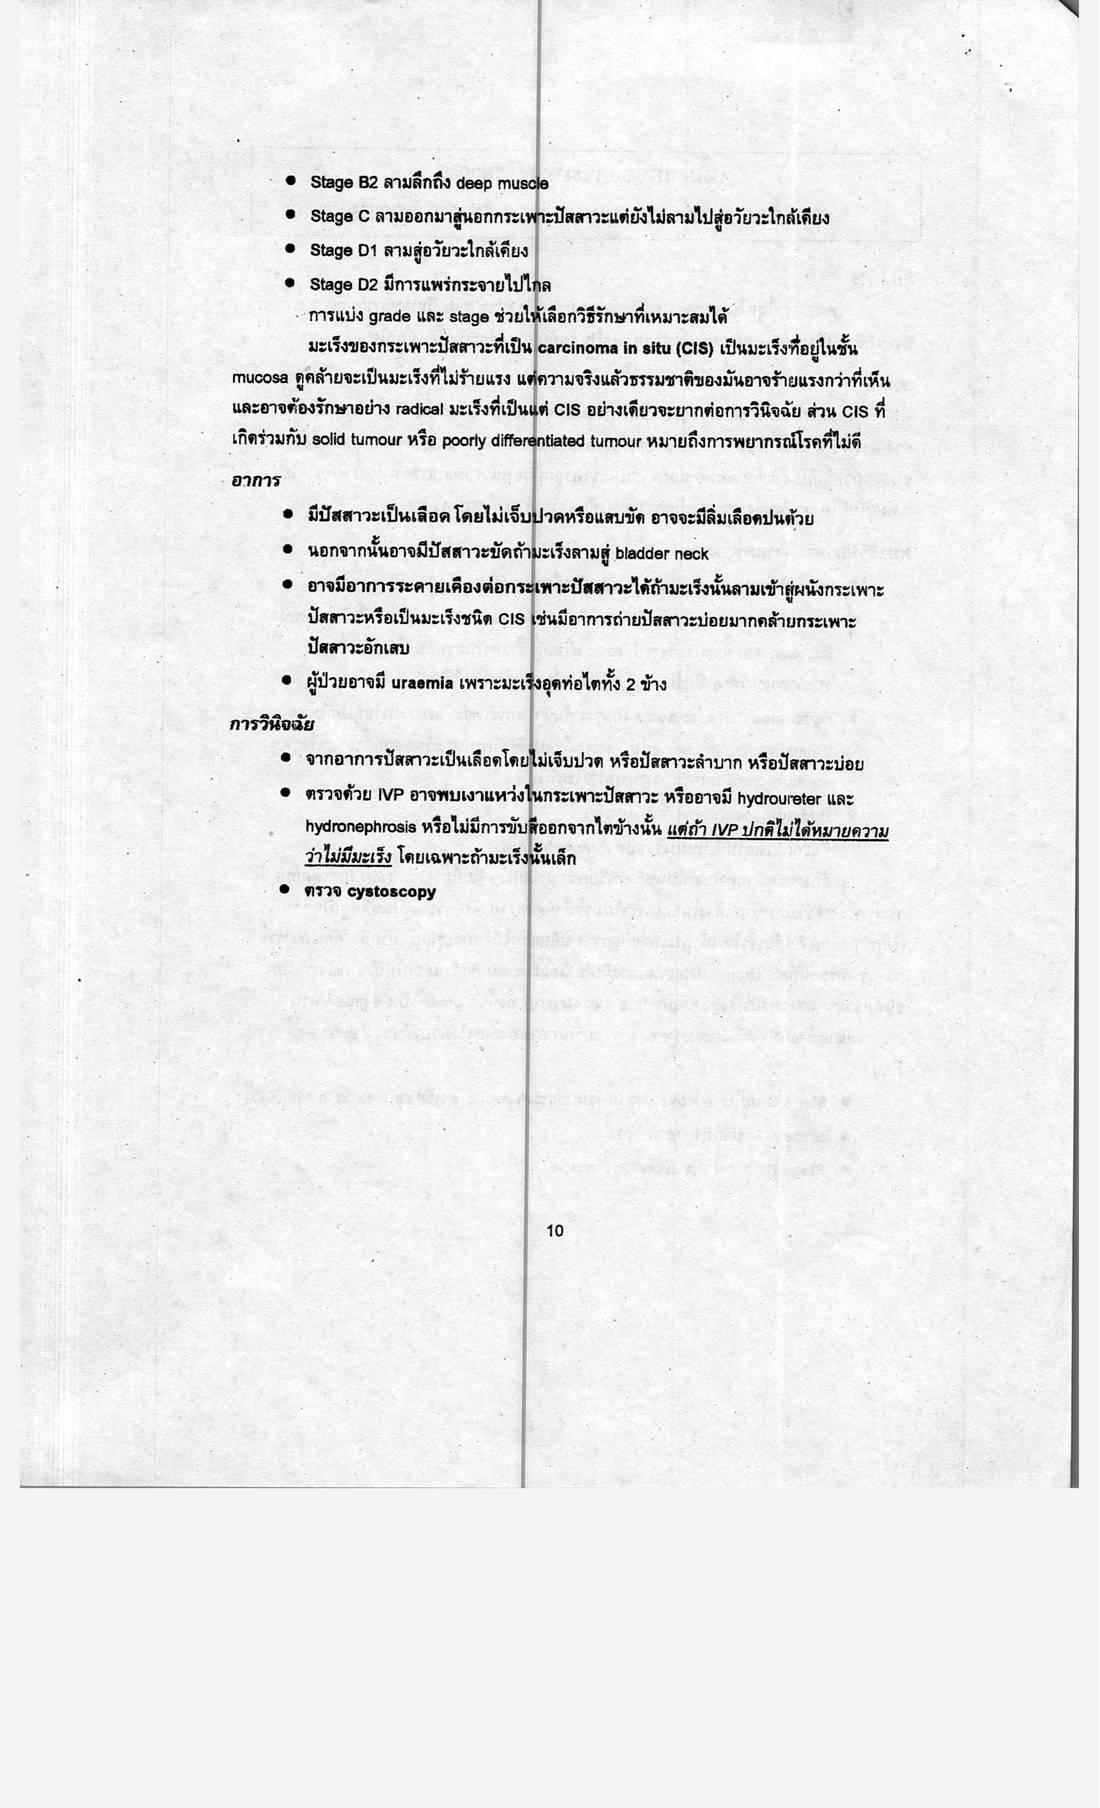 ● Stage B2 ลามลึกถึง deep muscle
● Stage C ลามออกมาสู่นอกกระเพาะปัสสาวะแต่ยังไม่ลามไปสู่อวัยวะใกล้เคียง
● Stage D1 ลามสู่อวัยวะใกล้เคียง
● Stage D2 มีการแพร่กระจายไปไกล
การแบ่ง grade และ stage ช่วยให้เลือกวิธีรักษาที่เหมาะสมได้
มะเร็งของกระเพาะปัสสาวะที่เป็น carcinoma in situ (CIS) เป็นมะเร็งที่อยู่ในชั้น
mucosa ดูคล้ายจะเป็นมะเร็งที่ไม่ร้ายแรง แต่ความจริงแล้วธรรมชาติของมันอาจร้ายแรงกว่าที่เห็น
และอาจต้องรักษาอย่าง radical มะเร็งที่เป็นแต่ CIS อย่างเดียวจะยากต่อการวินิจฉัย ส่วน CIS ที่
เกิดร่วมกับ solid tumour หรือ poorly differentiated tumour หมายถึงการพยากรณ์โรคที่ไม่ดี
อาการ
● มีปัสสาวะเป็นเลือด โดยไม่เจ็บปวดหรือแสบขัด อาจจะมีลิ่มเลือดปนด้วย
● นอกจากนั้นอาจมีปัสสาวะขัดถ้ามะเร็งลามสู่ bladder neck
● อาจมีอาการระคายเคืองต่อกระเพาะปัสสาวะได้ถ้ามะเร็งนั้นลามเข้าสู่ผนังกระเพาะ
ปัสสาวะหรือเป็นมะเร็งชนิด CIS เช่นมีอาการถ่ายปัสสาวะบ่อยมากคล้ายกระเพาะ
ปัสสาวะอักเสบ
● ผู้ป่วยอาจมี uraemia เพราะมะเร็งอุดท่อไตทั้ง 2 ข้าง
การวินิจฉัย
● จากอาการปัสสาวะเป็นเลือดโดยไม่เจ็บปวด หรือปัสสาวะลำบาก หรือปัสสาวะบ่อย
● ตรวจด้วย IVP อาจพบเงาแหว่งในกระเพาะปัสสาวะ หรืออาจมี hydroureter และ
hydronephrosis หรือไม่มีการขับสีออกจากไตข้างนั้น แต่ถ้า IVP ปกติไม่ได้หมายความ
ว่าไม่มีมะเร็ง โดยเฉพาะถ้ามะเร็งนั้นเล็ก
● ตรวจ cystoscopy
10